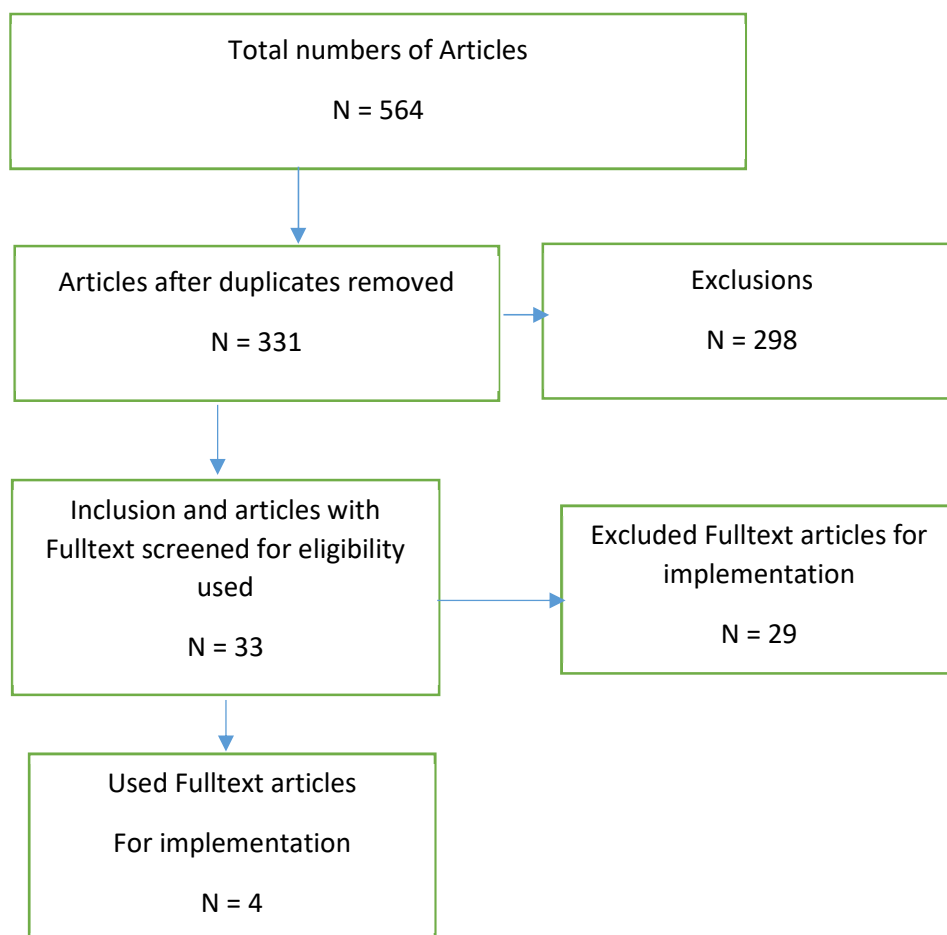 Total numbers of Articles
N = 564
Articles after duplicates removed
N = 331
Exclusions
N = 298
Inclusion and articles with
Fulltext screened for eligibility
used
N = 33
Excluded Fulltext articles for
implementation
N = 29
Used Fulltext articles
For implementation
N = 4